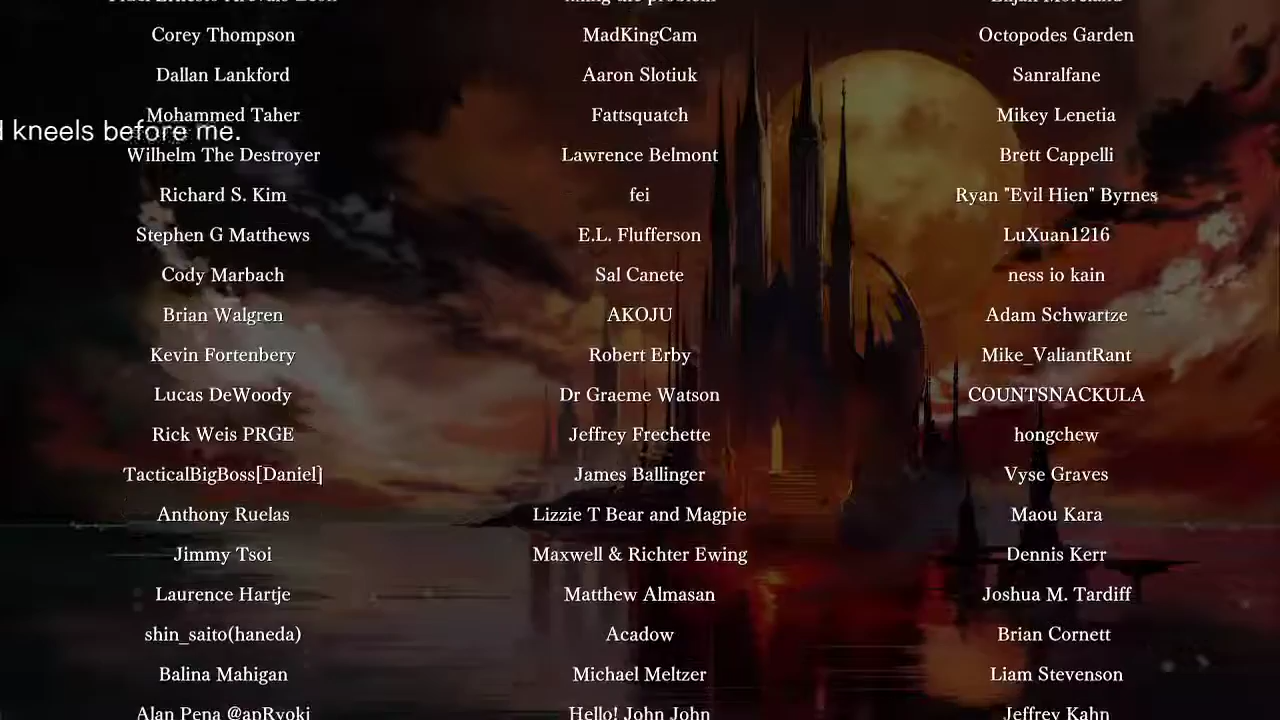 Corey Thompson MadKingCam Octopodes Garden
Dallan Lankford Aaron Slotiuk Sanralfane
Mohammed Taher Fattsquatch Mikey Lenetia
kneels before me.
Wilhelm The Destroyer Lawrence Belmont Brett Cappelli
Richard S. Kim fei Ryan "Evil Hien" Byrnes
Stephen G Matthews E.L. Flufferson LuXuan1216
Cody Marbach Sal Canete ness io kain
Brian Walgren AKOJU Adam Schwartze
Kevin Fortenbery Robert Erby Mike_ValiantRant
Lucas DeWoody Dr Graeme Watson COUNTSNACKULA
Rick Weis PRGE Jeffrey Frechette hongchew
TacticalBigBoss[Daniel] James Ballinger Vyse Graves
Anthony Ruelas Lizzie T Bear and Magpie Maou Kara
Jimmy Tsoi Maxwell & Richter Ewing Dennis Kerr
Laurence Hartje Matthew Almasan Joshua M. Tardiff
shin_saito(haneda) Acadow Brian Cornett
Balina Mahigan Michael Meltzer Liam Stevenson
Alan Pena @apRyoki Hello! John John Jeffrey Kahn